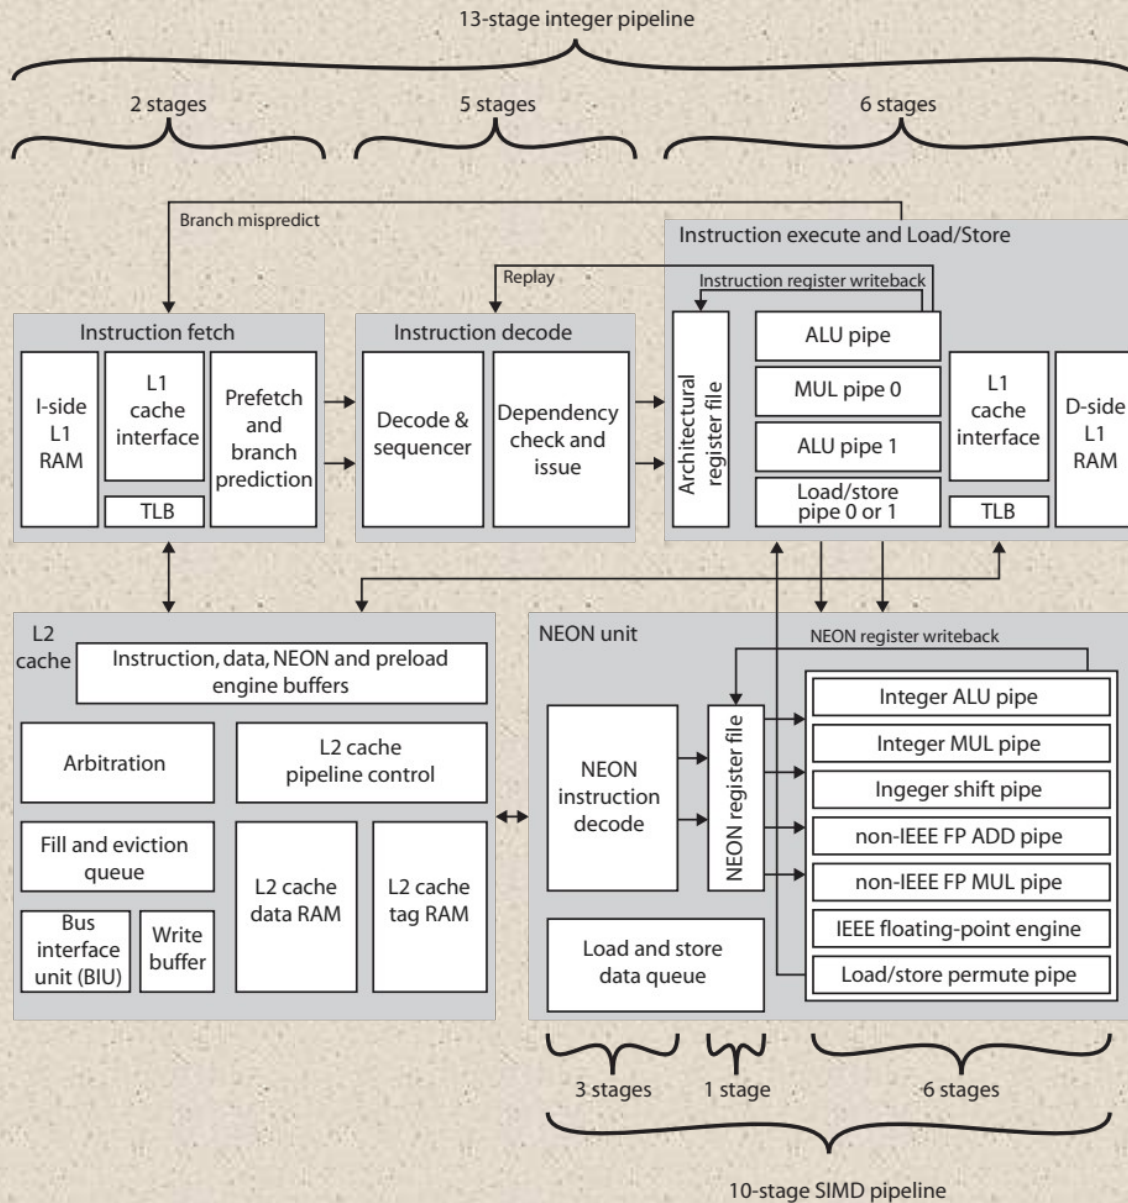 13-stage integer pipeline
2 stages
5 stages
6 stages
Branch mispredict
Instruction execute and Load/Store
Replay
Instruction register writeback
Instruction fetch
I-side
L1
RAM
L1
cache
interface
TLB
Prefetch
and
branch
prediction
Instruction decode
Decode &
sequencer
Dependency
check and
issue
Architectural
register file
ALU pipe
MUL pipe 0
ALU pipe 1
Load/store
pipe 0 or 1
L1
cache
interface
TLB
D-side
L1
RAM
L2
cache
Instruction, data, NEON and preload
engine buffers
Arbitration
L2 cache
pipeline control
Fill and eviction
queue
L2 cache
data RAM
L2 cache
tag RAM
Bus
interface
unit (BIU)
Write
buffer
NEON unit
NEON register writeback
NEON
instruction
decode
NEON register file
Load and store
data queue
Integer ALU pipe
Integer MUL pipe
Ingeger shift pipe
non-IEEE FP ADD pipe
non-IEEE FP MUL pipe
IEEE floating-point engine
Load/store permute pipe
3 stages
1 stage
6 stages
10-stage SIMD pipeline